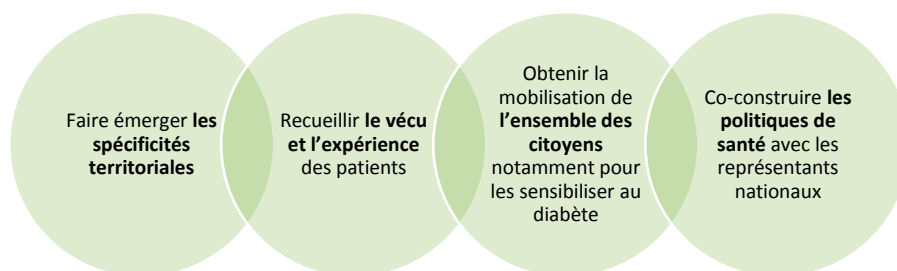 Faire émerger les
spécificités
territoriales
Recueillir le vécu
et l'expérience
des patients
Obtenir la
mobilisation de
l'ensemble des
citoyens
notamment pour
les sensibiliser au
diabète
Co-construire les
politiques de
santé avec les
représentants
nationaux